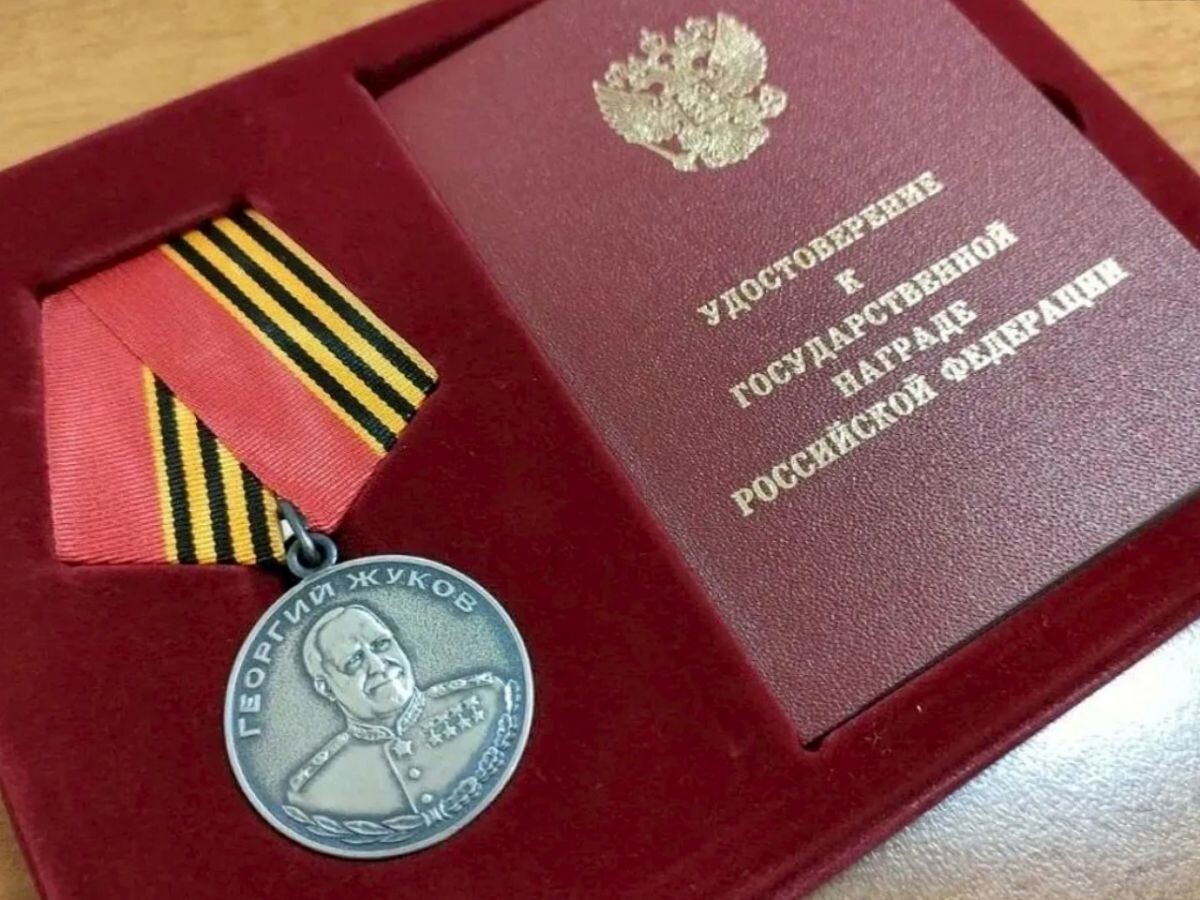 ГЕОРГИЙ ЖУКОВ
УДОСТОВЕРЕНИЕ
К
ГОСУДАРСТВЕННОЙ
НАГРАДЕ
РОССИЙСКОЙ ФЕДЕРАЦИИ